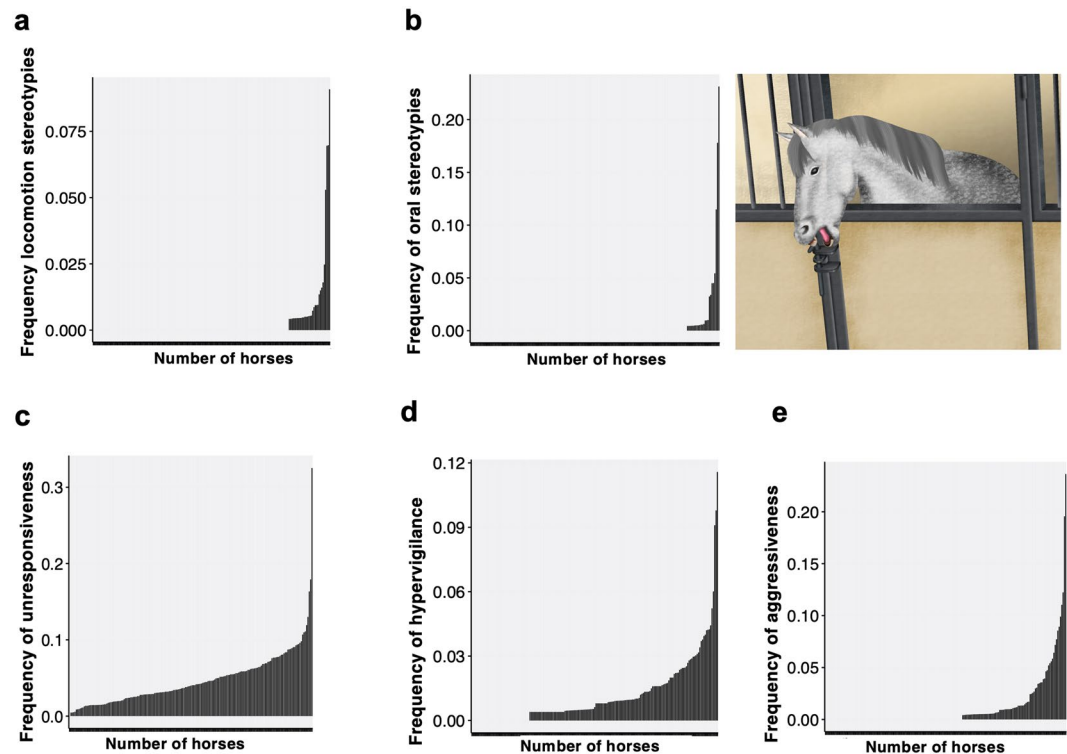 a
b
Frequency locomotion stereotypies
0.075
0.050
0.025
0.000
Number of horses
Frequency of oral stereotypies
0.20
0.15
0.10
0.05
0.00
Number of horses
c
d
e
Frequency of unresponsiveness
0.3
0.2
0.1
0.0
Number of horses
Frequency of hypervigilance
0.12
0.09
0.06
0.03
0.00
Number of horses
Frequency of aggressiveness
0.20
0.15
0.10
0.05
0.00
Number of horses